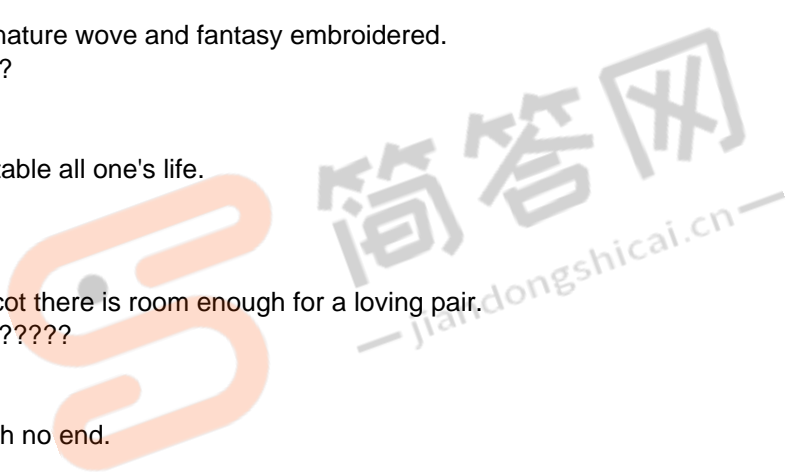 nature wove and fantasy embroidered.
?
table all one's life.
cot there is room enough for a loving pair.
?????
h no end.
简答网
jiandongshicai.cn